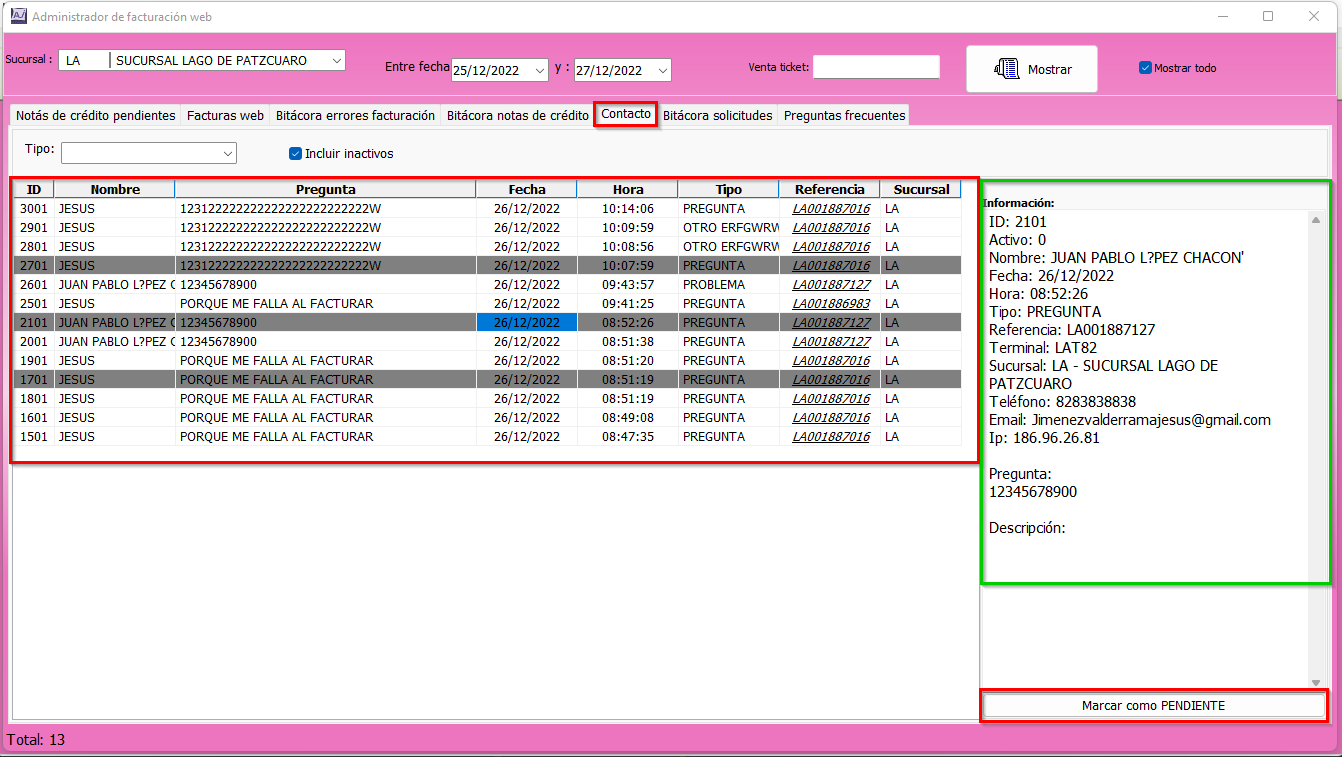 Administrador de facturación web
Sucursal : LA SUCURSAL LAGO DE PATZCUARO Entre fecha 25/12/2022 y : 27/12/2022 Venta ticket: Mostrar Mostrar todo
Notás de crédito pendientes Facturas web Bitácora errores facturación Bitácora notas de crédito Contacto Bitácora solicitudes Preguntas frecuentes
Tipo: Incluir inactivos
ID Nombre Pregunta Fecha Hora Tipo Referencia Sucursal
3001 JESUS 1231222222222222222222222222W 26/12/2022 10:14:06 PREGUNTA LA001887016 LA
2901 JESUS 1231222222222222222222222222W 26/12/2022 10:09:59 OTRO ERFGWRW LA001887016 LA
2801 JESUS 1231222222222222222222222222W 26/12/2022 10:08:56 OTRO ERFGWRW LA001887016 LA
2701 JESUS 1231222222222222222222222222W 26/12/2022 10:07:59 PREGUNTA LA001887016 LA
2601 JUAN PABLO L?PEZ C 12345678900 26/12/2022 09:43:57 PROBLEMA LA001887127 LA
2501 JESUS PORQUE ME FALLA AL FACTURAR 26/12/2022 09:41:25 PREGUNTA LA001886983 LA
2101 JUAN PABLO L?PEZ C 12345678900 26/12/2022 08:52:26 PREGUNTA LA001887127 LA
2001 JUAN PABLO L?PEZ C 12345678900 26/12/2022 08:51:38 PREGUNTA LA001887127 LA
1901 JESUS PORQUE ME FALLA AL FACTURAR 26/12/2022 08:51:20 PREGUNTA LA001887016 LA
1701 JESUS PORQUE ME FALLA AL FACTURAR 26/12/2022 08:51:19 PREGUNTA LA001887016 LA
1801 JESUS PORQUE ME FALLA AL FACTURAR 26/12/2022 08:51:19 PREGUNTA LA001887016 LA
1601 JESUS PORQUE ME FALLA AL FACTURAR 26/12/2022 08:49:08 PREGUNTA LA001887016 LA
1501 JESUS PORQUE ME FALLA AL FACTURAR 26/12/2022 08:47:35 PREGUNTA LA001887016 LA
Información:
ID: 2101
Activo: 0
Nombre: JUAN PABLO L?PEZ CHACON'
Fecha: 26/12/2022
Hora: 08:52:26
Tipo: PREGUNTA
Referencia: LA001887127
Terminal: LAT82
Sucursal: LA - SUCURSAL LAGO DE
PATZCUARO
Teléfono: 8283838838
Email: Jimenezvalderramajesus@gmail.com
Ip: 186.96.26.81
Pregunta:
12345678900
Descripción:
Marcar como PENDIENTE
Total: 13